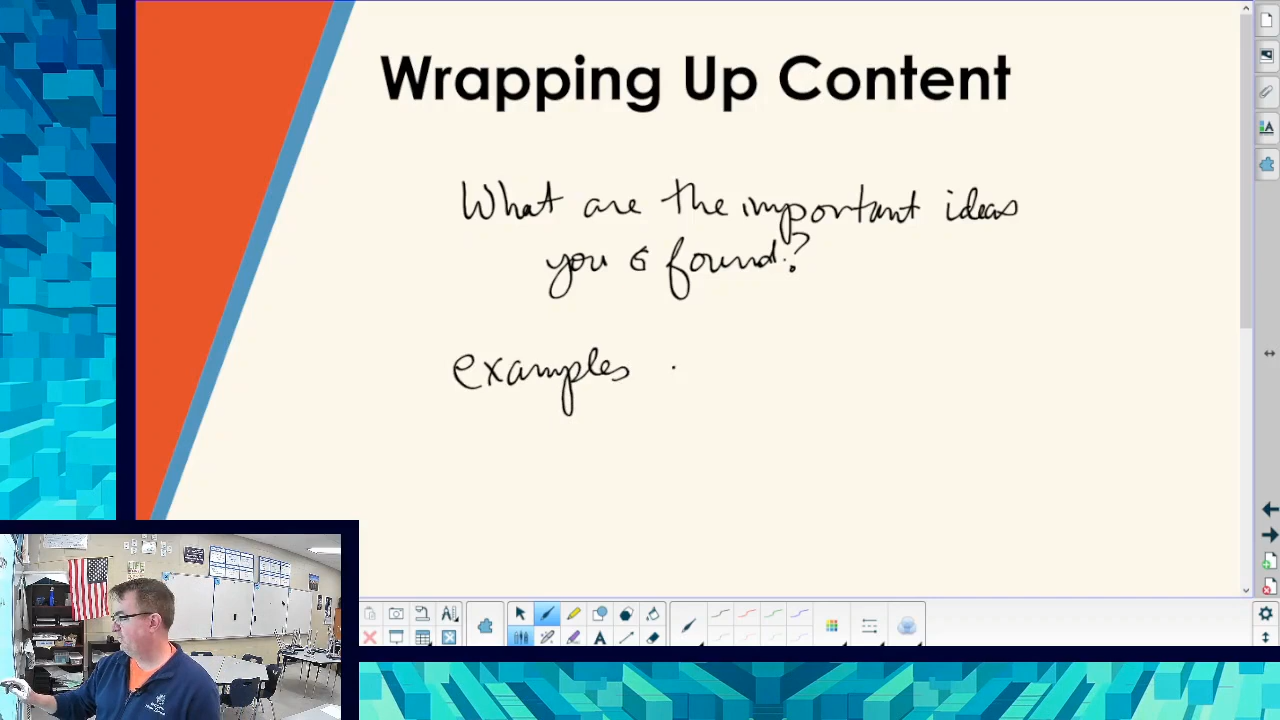 Wrapping Up Content
What are the important ideas
you 6 found?
examples